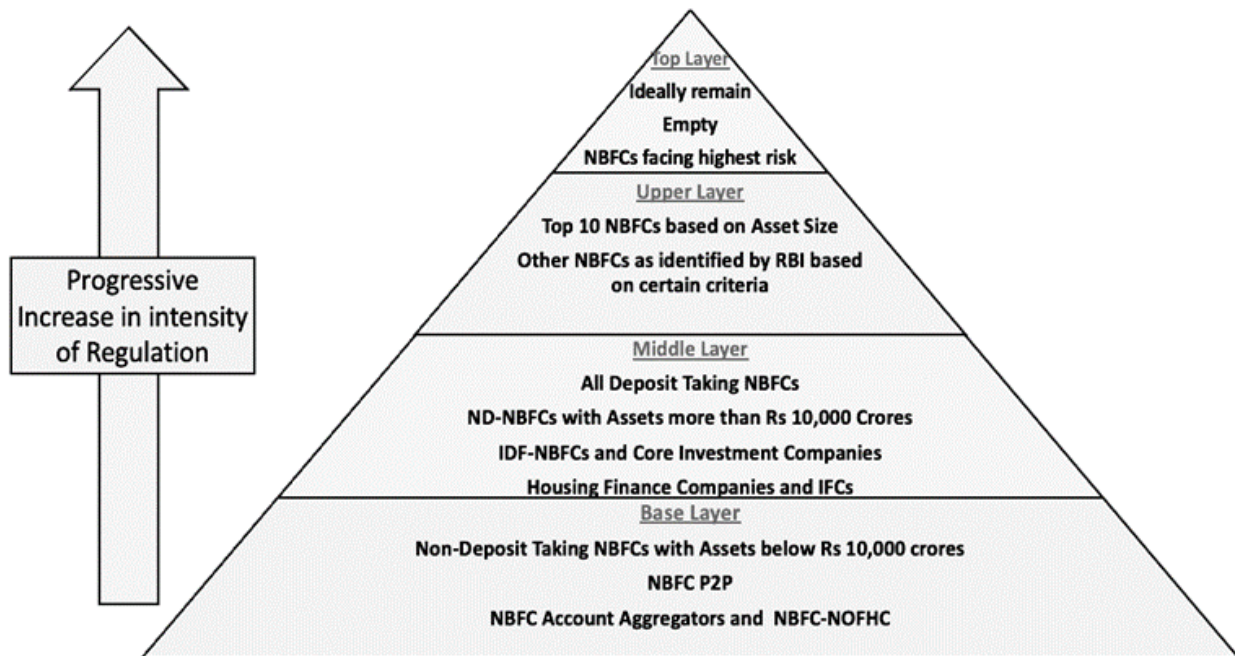 Top Layer
Ideally remain
Empty
NBFCs facing highest risk
Upper Layer
Top 10 NBFCs based on Asset Size
Other NBFCs as identified by RBI based
on certain criteria
Progressive
Increase in intensity
of Regulation
Middle Layer
All Deposit Taking NBFCs
ND-NBFCs with Assets more than Rs 10,000 Crores
IDF-NBFCs and Core Investment Companies
Housing Finance Companies and IFCs
Base Layer
Non-Deposit Taking NBFCs with Assets below Rs 10,000 crores
NBFC P2P
NBFC Account Aggregators and NBFC-NOFHC